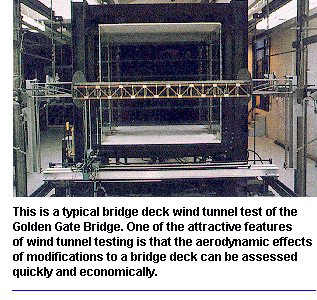 This is a typical bridge deck wind tunnel test of the
Golden Gate Bridge. One of the attractive features
of wind tunnel testing is that the aerodynamic effects
of modifications to a bridge deck can be assessed
quickly and economically.